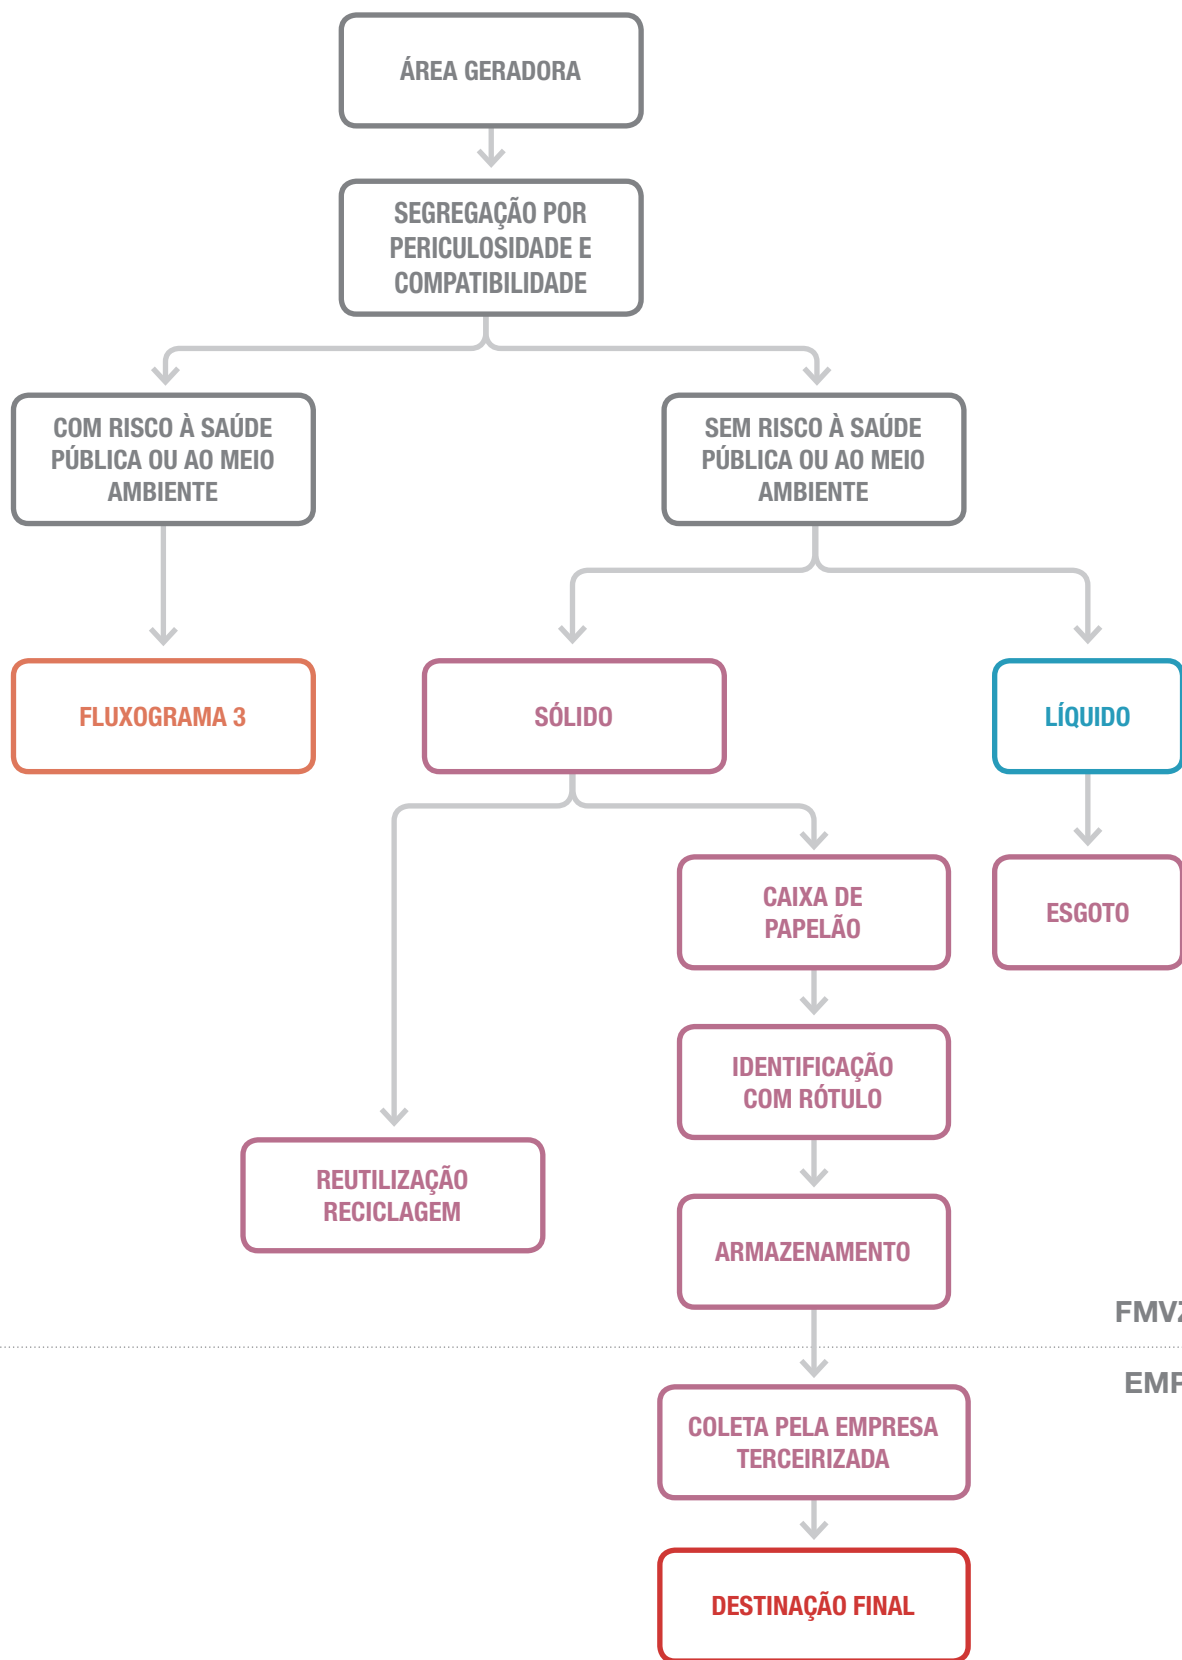 ÁREA GERADORA
SEGREGAÇÃO POR
PERICULOSIDADE E
COMPATIBILIDADE
COM RISCO À SAÚDE
PÚBLICA OU AO MEIO
AMBIENTE
SEM RISCO À SAÚDE
PÚBLICA OU AO MEIO
AMBIENTE
FLUXOGRAMA 3
SÓLIDO
LÍQUIDO
CAIXA DE
PAPELÃO
ESGOTO
IDENTIFICAÇÃO
COM RÓTULO
REUTILIZAÇÃO
RECICLAGEM
ARMAZENAMENTO
FMVZ
EMP
COLETA PELA EMPRESA
TERCEIRIZADA
DESTINAÇÃO FINAL